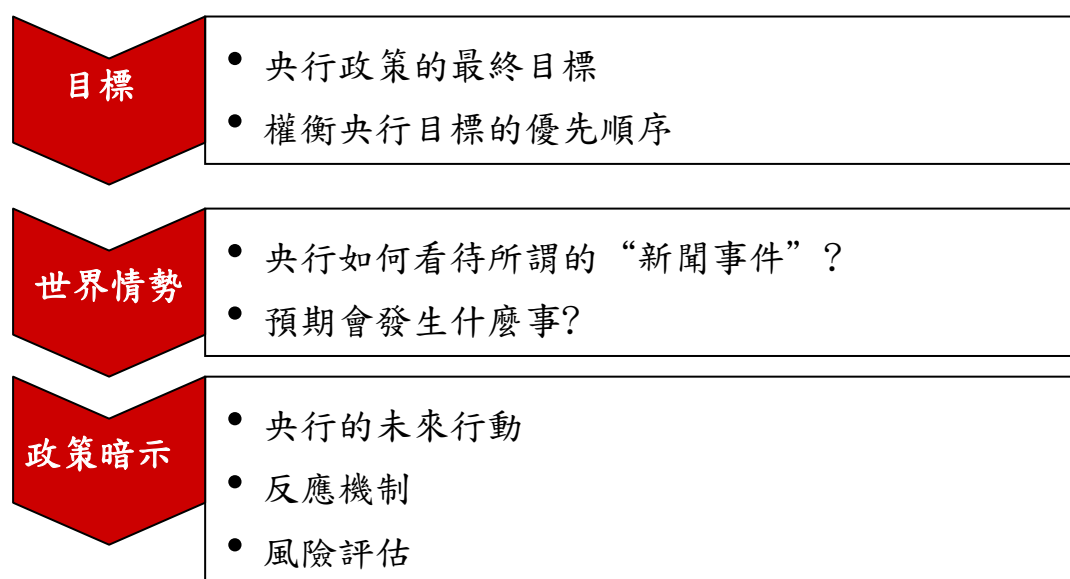 目標
• 央行政策的最終目標
• 權衡央行目標的優先順序
世界情勢
• 央行如何看待所謂的“新聞事件”?
• 預期會發生什麼事?
政策暗示
• 央行的未來行動
• 反應機制
• 風險評估